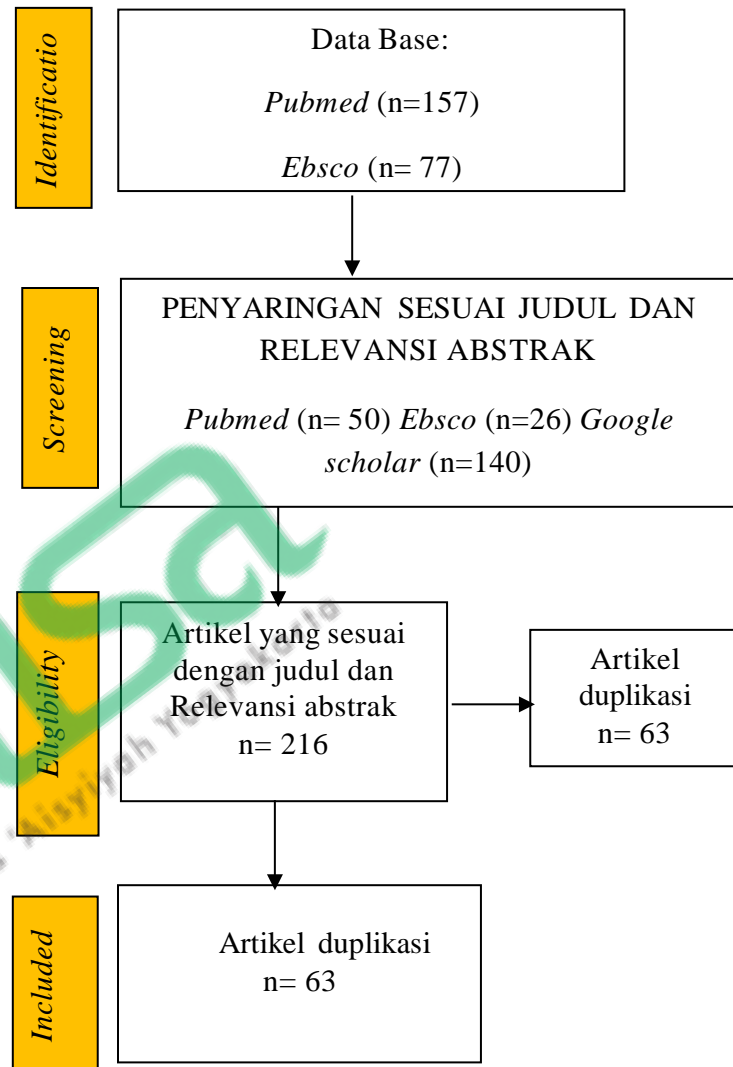 Identificatio
Data Base:
Pubmed (n=157)
Ebsco (n= 77)
Screening
PENYARINGAN SESUAI JUDUL DAN
RELEVANSI ABSTRAK
Pubmed (n= 50) Ebsco (n=26) Google
scholar (n=140)
Eligibility
Artikel yang sesuai
dengan judul dan
Relevansi abstrak
n= 216
Artikel
duplikasi
n= 63
Included
Artikel duplikasi
n= 63
'Aisyiyah Yogyakarta